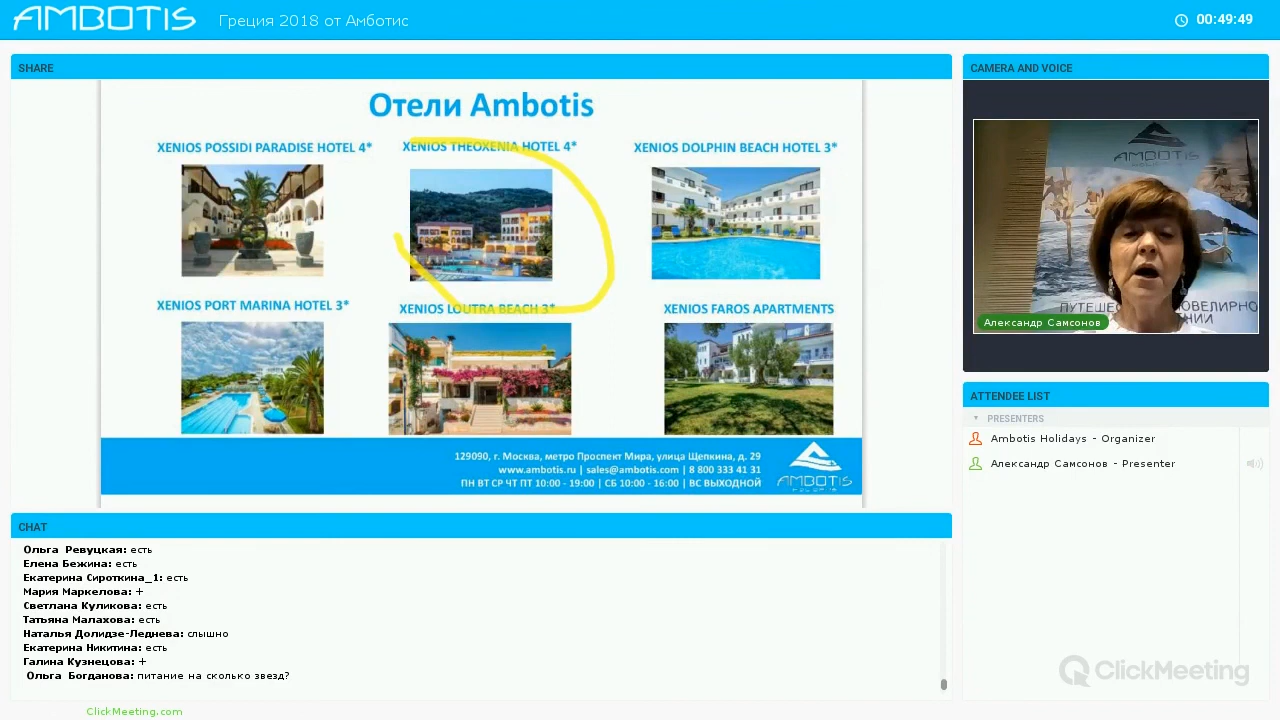 AMBOTIS
Греция 2018 от Амботис
00:49:49
SHARE
Отели Ambotis
XENIOS POSSIDI PARADISE HOTEL 4*
XENIOS THEOXENIA HOTEL 4*
XENIOS DOLPHIN BEACH HOTEL 3*
XENIOS PORT MARINA HOTEL 3*
XENIOS LOUTRA BEACH 3*
XENIOS FAROS APARTMENTS
129090, г. Москва, метро Проспект Мира, улица Щепкина, д. 29
www.ambotis.ru | sales@ambotis.com | 8 800 333 41 31
ПН ВТ СР ЧТ ПТ 10:00 - 19:00 | СБ 10:00 - 16:00 | ВС ВЫХОДНОЙ
AMBOTIS
CAMERA AND VOICE
AMBOTIS
Александр Самсонов
ATTENDEE LIST
PRESENTERS
Ambotis Holidays - Organizer
Александр Самсонов - Presenter
CHAT
Ольга Ревуцкая: есть
Елена Бежина: есть
Екатерина Сироткина_1: есть
Мария Маркелова: +
Светлана Куликова: есть
Татьяна Малахова: есть
Наталья Долидзе-Леднева: слышно
Екатерина Никитина: есть
Галина Кузнецова: +
Ольга Богданова: питание на сколько звезд?
ClickMeeting
ClickMeeting.com